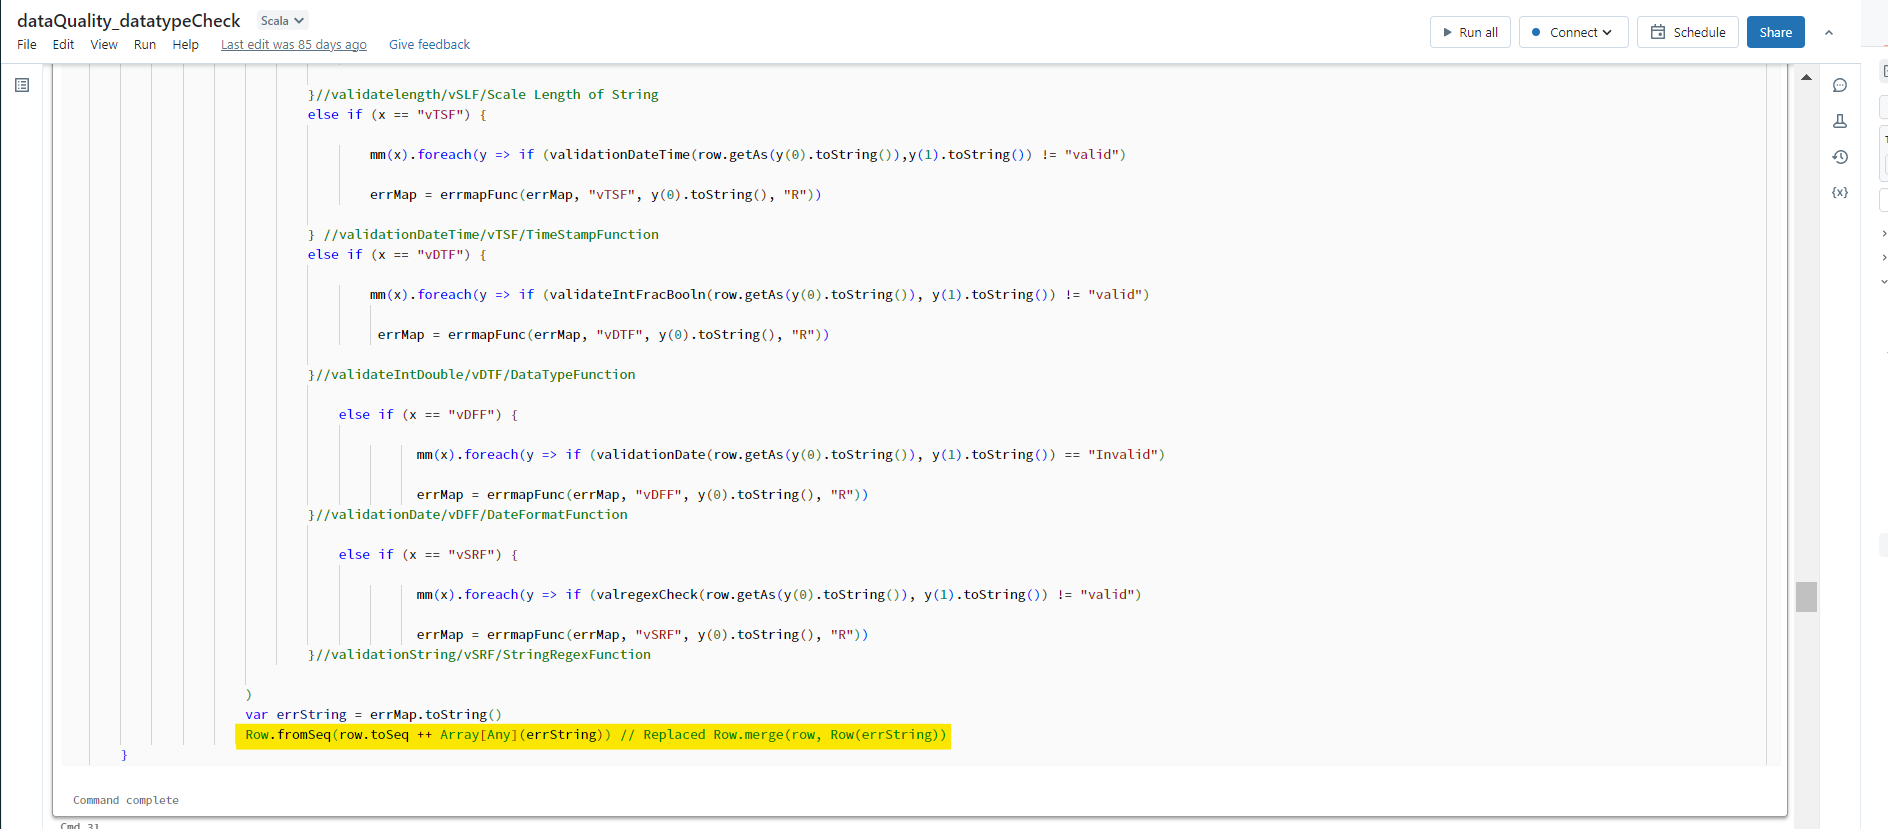 dataQuality_datatypeCheck Scala
File Edit View Run Help Last edit was 85 days ago Give feedback
Run all Connect Schedule Share
}//validatelength/vSLF/Scale Length of String
else if (x == "vTSF") {
mm(x).foreach(y => if (validationDateTime(row.getAs(y(0).toString()),y(1).toString()) != "valid")
errMap = errmapFunc(errMap, "vTSF", y(0).toString(), "R"))
} //validationDateTime/vTSF/TimeStampFunction
else if (x == "vDTF") {
mm(x).foreach(y => if (validateIntFracBooln(row.getAs(y(0).toString()), y(1).toString()) != "valid")
errMap = errmapFunc(errMap, "vDTF", y(0).toString(), "R"))
}//validateIntDouble/vDTF/DataTypeFunction
else if (x == "vDFF") {
mm(x).foreach(y => if (validationDate(row.getAs(y(0).toString()), y(1).toString()) == "Invalid")
errMap = errmapFunc(errMap, "vDFF", y(0).toString(), "R"))
}//validationDate/vDFF/DateFormatFunction
else if (x == "vSRF") {
mm(x).foreach(y => if (valregexCheck(row.getAs(y(0).toString()), y(1).toString()) != "valid")
errMap = errmapFunc(errMap, "vSRF", y(0).toString(), "R"))
}//validationString/vSRF/StringRegexFunction
)
var errString = errMap.toString()
Row.fromSeq(row.toSeq ++ Array[Any](errString)) // Replaced Row.merge(row, Row(errString))
}
Command complete
Cmd 31
{x}